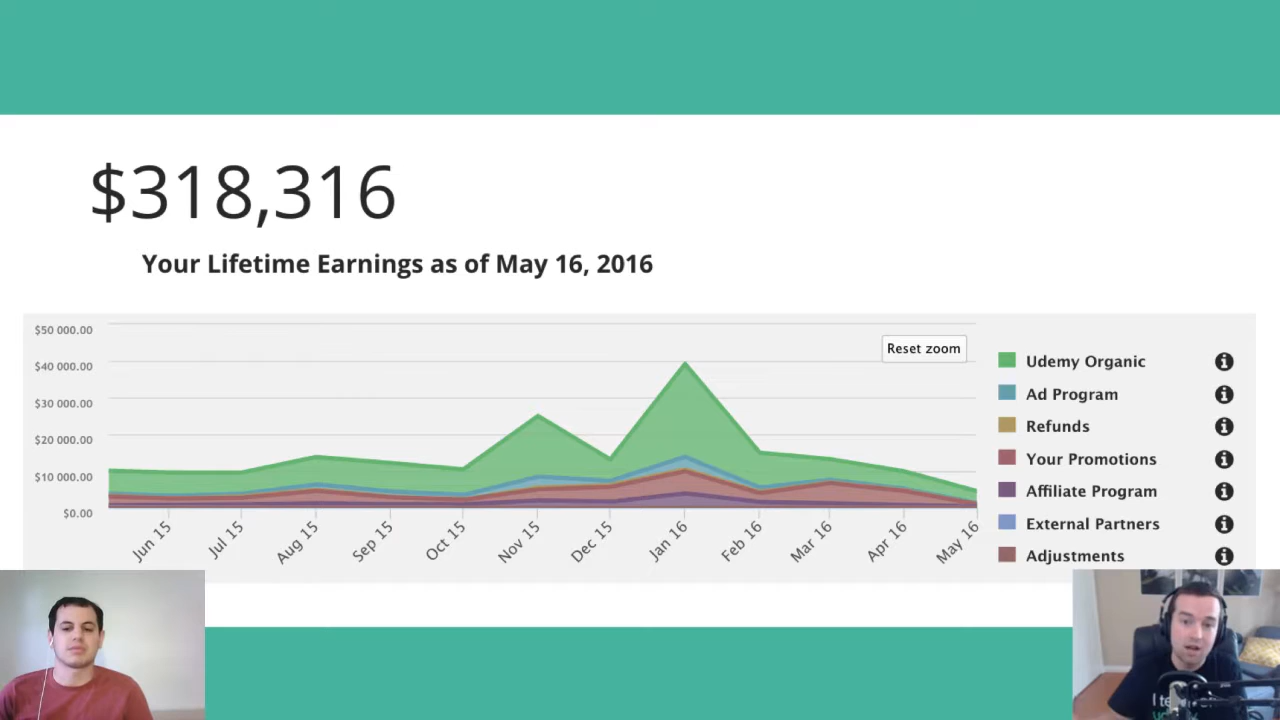 $318,316
Your Lifetime Earnings as of May 16, 2016
$50 000.00
$40 000.00
$30 000.00
$20 000.00
$10 000.00
$0.00
Reset zoom
Jun 15
Jul 15
Aug 15
Sep 15
Oct 15
Nov 15
Dec 15
Jan 16
Feb 16
Mar 16
Apr 16
May 16
Udemy Organic
Ad Program
Refunds
Your Promotions
Affiliate Program
External Partners
Adjustments